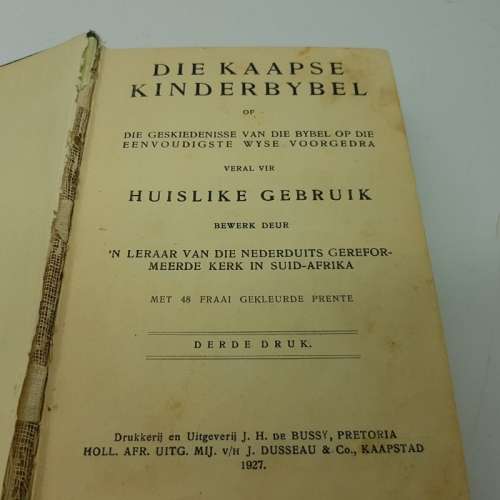 DIE KAAPSE
KINDERBYBEL
OF
DIE GESKIEDENISSE VAN DIE BYBEL OP DIE
EENVOUDIGSTE WYSE VOORGEDRA
VERAL VIR
HUISLIKE GEBRUIK
BEWERK DEUR
'N LERAAR VAN DIE NEDERDUITS GEREFOR-
MEERDE KERK IN SUID-AFRIKA
MET 48 FRAAI GEKLEURDE PRENTE
DERDE DRUK.
Drukkerij en Uitgeverij J. H. DE BUSSY, PRETORIA
HOLL. AFR. UITG. MIJ. V/H J. DUSSEAU & Co., KAAPSTAD
1927.